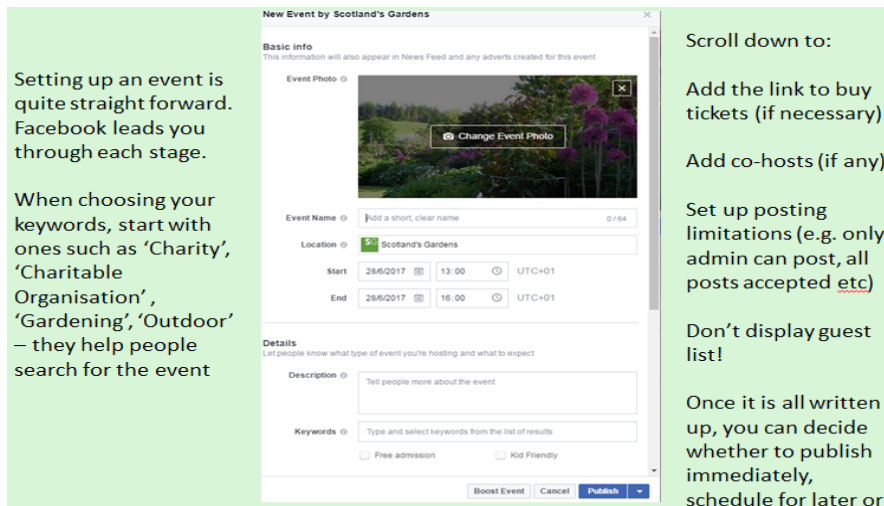 Setting up an event is
quite straight forward.
Facebook leads you
through each stage.
When choosing your
keywords, start with
ones such as ‘Charity’,
‘Charitable
Organisation’ ,
‘Gardening’, ‘Outdoor’
– they help people
search for the event
New Event by Scotland's Gardens
Basic info
This information will also appear in News Feed and any adverts created for this event
Event Photo
Change Event Photo
Event Name Add a short, clear name 0 / 64
Location SG Scotland's Gardens
Start 28/6/2017 13:00 UTC+01
End 28/6/2017 16:00 UTC+01
Details
Let people know what type of event you're hosting and what to expect
Description Tell people more about the event
Keywords Type and select keywords from the list of results
Free admission Kid Friendly
Boost Event Cancel Publish
Scroll down to:
Add the link to buy
tickets (if necessary)
Add co-hosts (if any)
Set up posting
limitations (e.g. only
admin can post, all
posts accepted etc)
Don’t display guest
list!
Once it is all written
up, you can decide
whether to publish
immediately,
schedule for later or